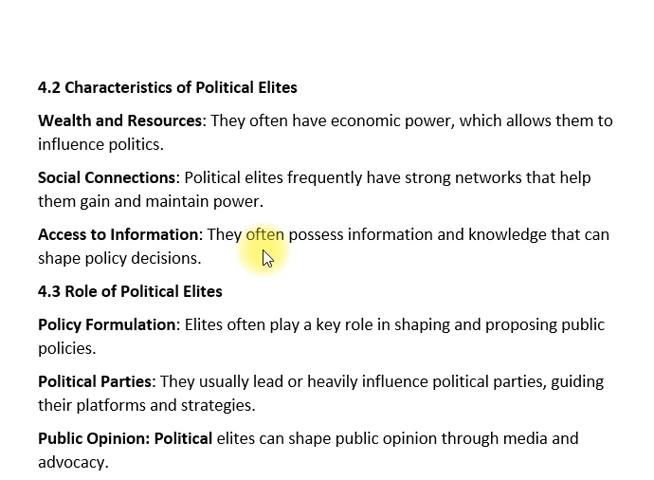 4.2 Characteristics of Political Elites
Wealth and Resources: They often have economic power, which allows them to
influence politics.
Social Connections: Political elites frequently have strong networks that help
them gain and maintain power.
Access to Information: They often possess information and knowledge that can
shape policy decisions.
4.3 Role of Political Elites
Policy Formulation: Elites often play a key role in shaping and proposing public
policies.
Political Parties: They usually lead or heavily influence political parties, guiding
their platforms and strategies.
Public Opinion: Political elites can shape public opinion through media and
advocacy.